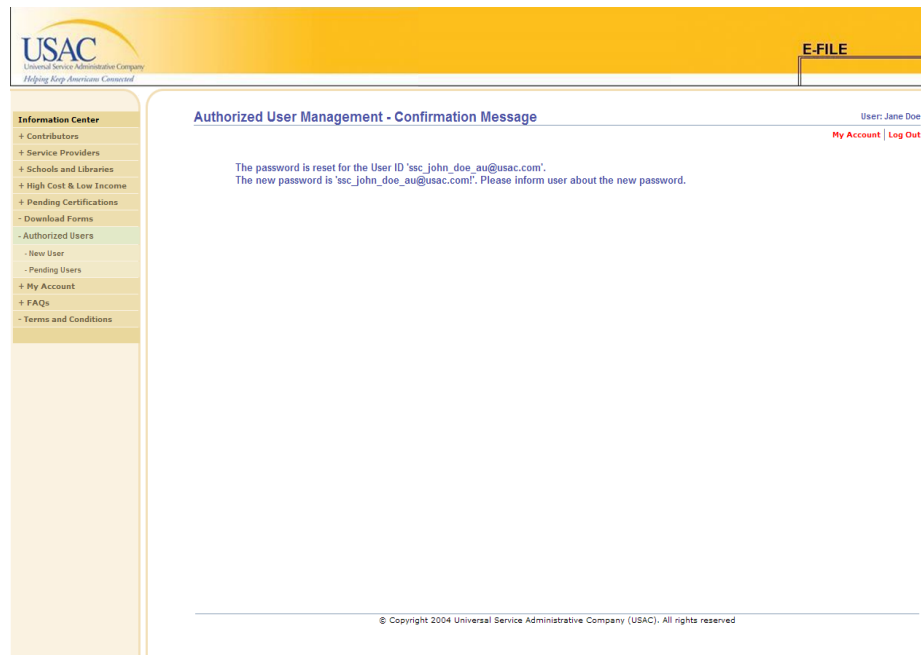 USAC
Universal Service Administrative Company
Helping Keep Americans Connected
E-FILE
Information Center
+ Contributors
+ Service Providers
+ Schools and Libraries
+ High Cost & Low Income
+ Pending Certifications
- Download Forms
- Authorized Users
- New User
- Pending Users
+ My Account
+ FAQs
- Terms and Conditions
Authorized User Management - Confirmation Message
User: Jane Doe
My Account | Log Out
The password is reset for the User ID 'ssc_john_doe_au@usac.com'.
The new password is 'ssc_john_doe_au@usac.com!'. Please inform user about the new password.
© Copyright 2004 Universal Service Administrative Company (USAC). All rights reserved